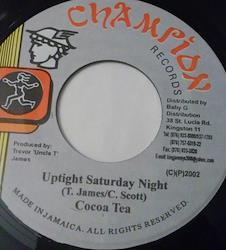 CHAMPION
RECORDS
Distributed by
Baby G
Distribution
38 St. Lucia Rd.
Kingston 11
Produced by:
Trevor "Uncle T"
James
(C)(P)2002
Uptight Saturday Night
(T. James/C. Scott)
Cocoa Tea
MADE IN JAMAICA. ALL RIGHTS RESERVED.